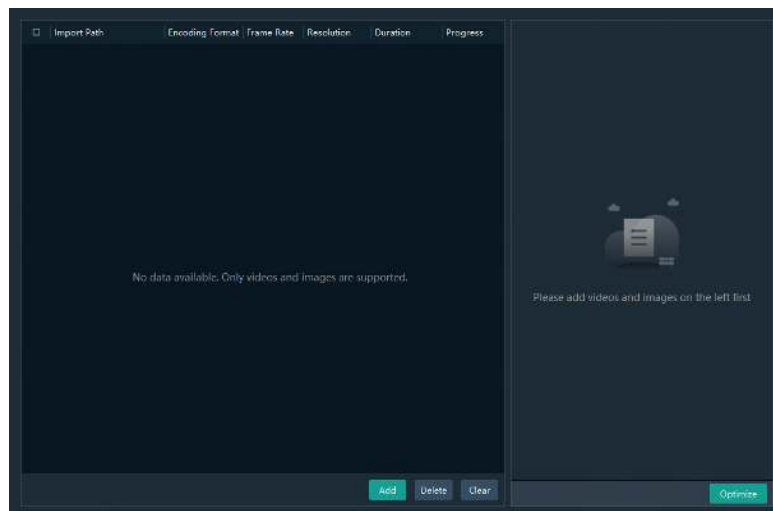 Import Path Encoding Format Frame Rate Resolution Duration Progress
No data available. Only videos and images are supported.
Please add videos and images on the left first
Add Delete Clear
Optimize